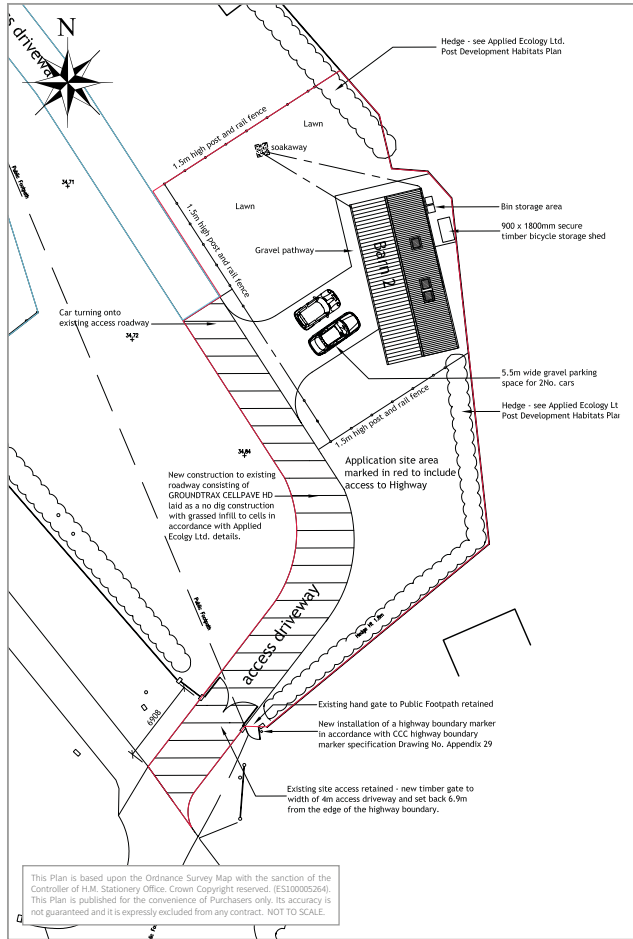 access driveway
N
Hedge - see Applied Ecology Ltd.
Post Development Habitats Plan
Lawn
1.5m high post and rail fence
soakaway
Public Footpath
34.71
Lawn
Bin storage area
900 x 1800mm secure
timber bicycle storage shed
Gravel pathway
Barn 2
1.5m high post and rail fence
Car turning onto
existing access roadway
34.72
5.5m wide gravel parking
space for 2No. cars
Hedge - see Applied Ecology Lt
Post Development Habitats Plan
1.5m high post and rail fence
34.84
Application site area
marked in red to include
access to Highway
New construction to existing
roadway consisting of
GROUNDTRAX CELLPAVE HD
laid as a no dig construction
with grassed infill to cells in
accordance with Applied
Ecolgy Ltd. details.
Public Footpath
access driveway
Hedge Ht 1.8m
6908
Existing hand gate to Public Footpath retained
New installation of a highway boundary marker
in accordance with CCC highway boundary
marker specification Drawing No. Appendix 29
Existing site access retained - new timber gate to
width of 4m access driveway and set back 6.9m
from the edge of the highway boundary.
This Plan is based upon the Ordnance Survey Map with the sanction of the
Controller of H.M. Stationery Office. Crown Copyright reserved. (ES100005264).
This Plan is published for the convenience of Purchasers only. Its accuracy is
not guaranteed and it is expressly excluded from any contract. NOT TO SCALE.